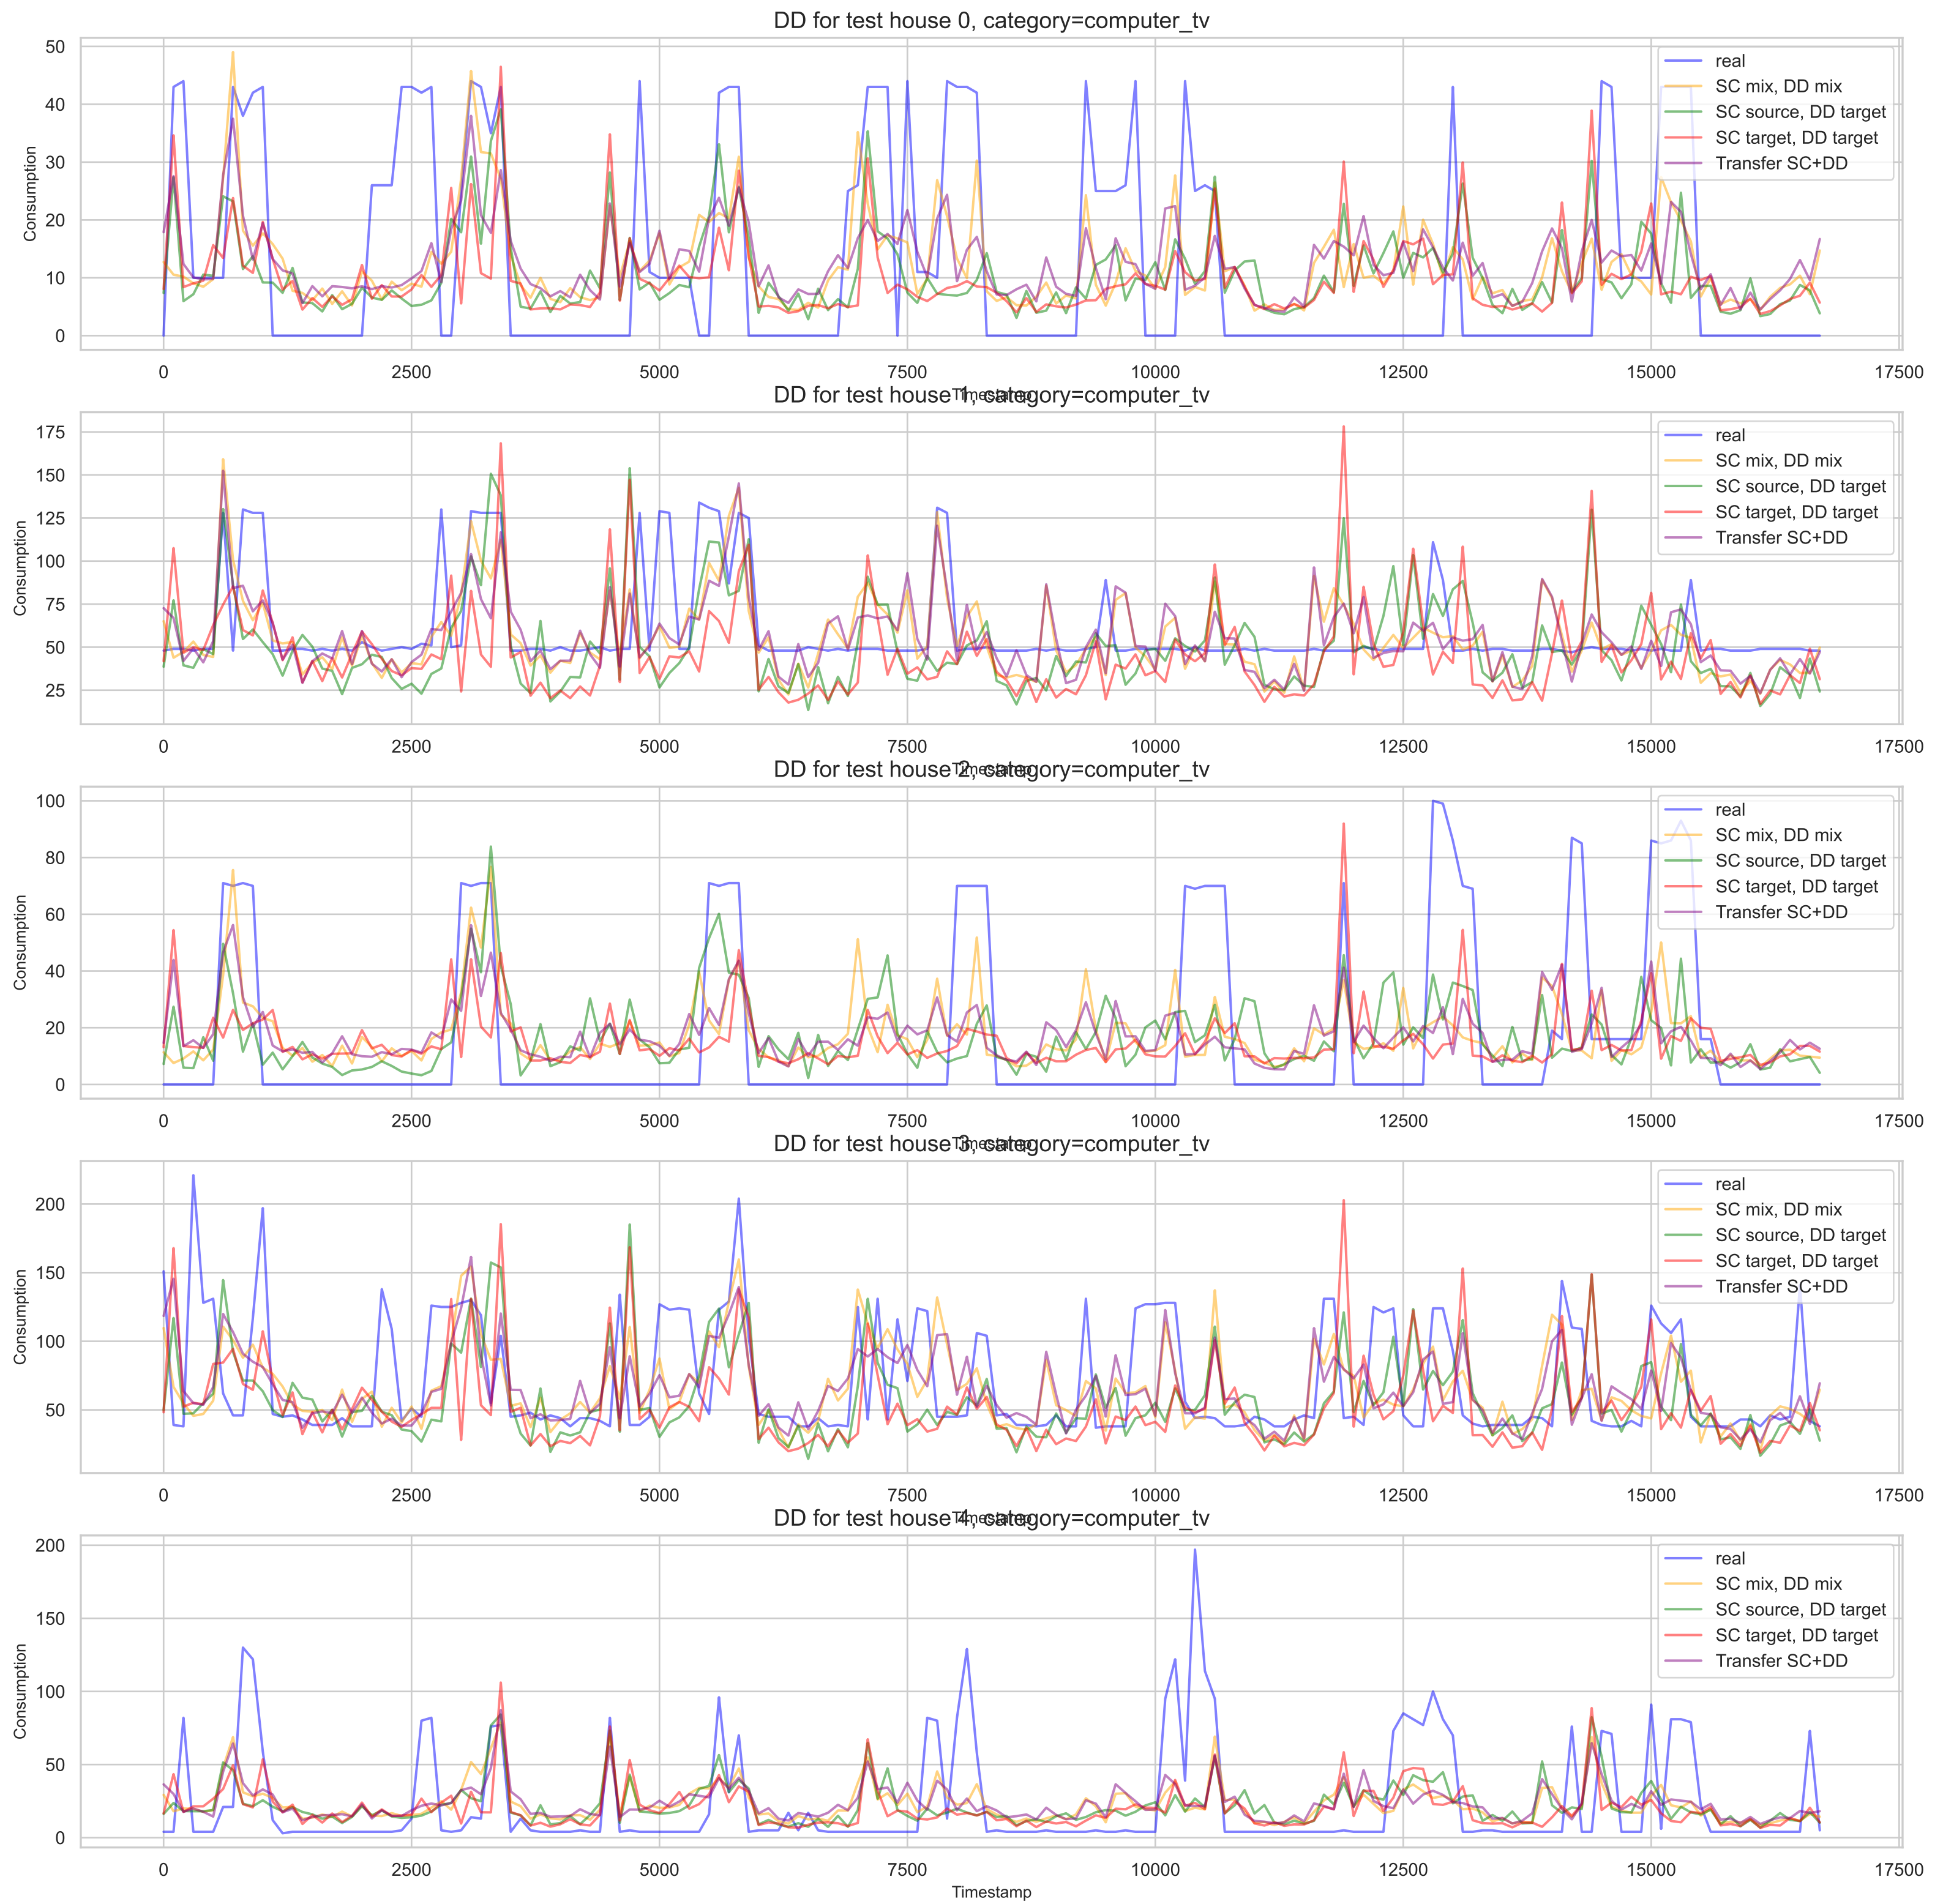 DD for test house 0, category=computer_tv
50
40
30
20
10
0
Consumption
real
SC mix, DD mix
SC source, DD target
SC target, DD target
Transfer SC+DD
0 2500 5000 7500 10000 12500 15000 17500
Timestamp
DD for test house 1, category=computer_tv
175
150
125
100
75
50
25
Consumption
real
SC mix, DD mix
SC source, DD target
SC target, DD target
Transfer SC+DD
0 2500 5000 7500 10000 12500 15000 17500
Timestamp
DD for test house 2, category=computer_tv
100
80
60
40
20
0
Consumption
real
SC mix, DD mix
SC source, DD target
SC target, DD target
Transfer SC+DD
0 2500 5000 7500 10000 12500 15000 17500
Timestamp
DD for test house 3, category=computer_tv
200
150
100
50
Consumption
real
SC mix, DD mix
SC source, DD target
SC target, DD target
Transfer SC+DD
0 2500 5000 7500 10000 12500 15000 17500
Timestamp
DD for test house 4, category=computer_tv
200
150
100
50
0
Consumption
real
SC mix, DD mix
SC source, DD target
SC target, DD target
Transfer SC+DD
0 2500 5000 7500 10000 12500 15000 17500
Timestamp